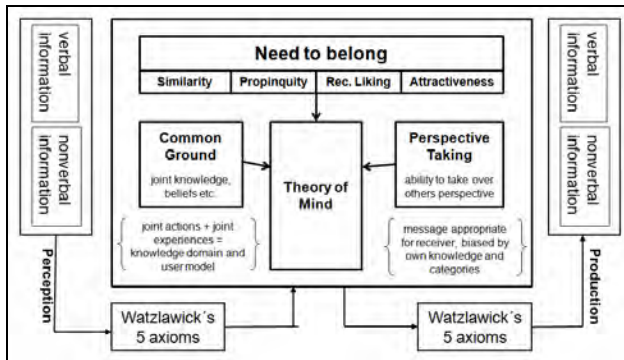 verbal
information
nonverbal
information
Perception
Need to belong
Similarity Propinquity Rec. Liking Attractiveness
Common
Ground
joint knowledge,
beliefs etc.
joint actions + joint
experiences =
knowledge domain and
user model
Theory of
Mind
Perspective
Taking
ability to take over
others perspective
message appropriate
for receiver, biased by
own knowledge and
categories
Watzlawick´s
5 axioms
Watzlawick´s
5 axioms
verbal
information
nonverbal
information
Production